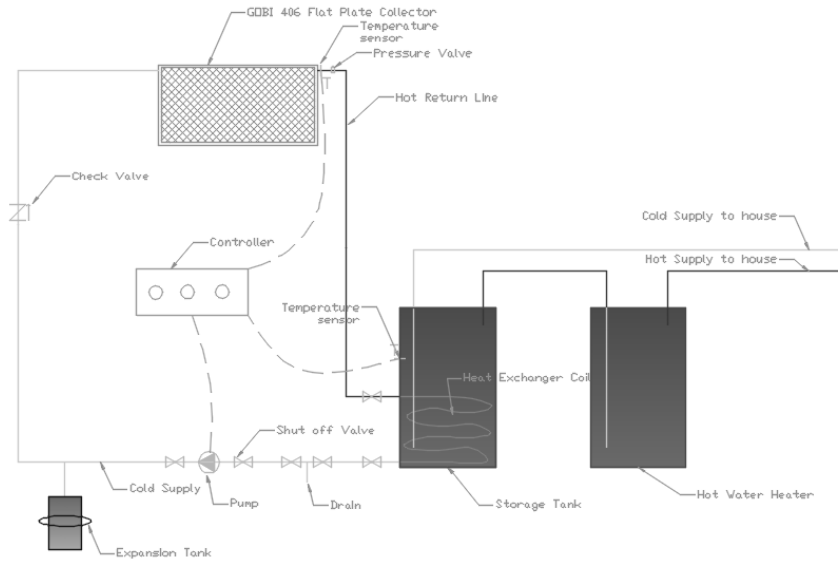 GOBI 406 Flat Plate Collector
Temperature
sensor
Pressure Valve
T
Hot Return Line
Check Valve
Cold Supply to house
Controller
Hot Supply to house
Temperature
sensor
T
Heat Exchanger Coil
Shut off Valve
Cold Supply
Pump
Drain
Storage Tank
Hot Water Heater
Expansion Tank